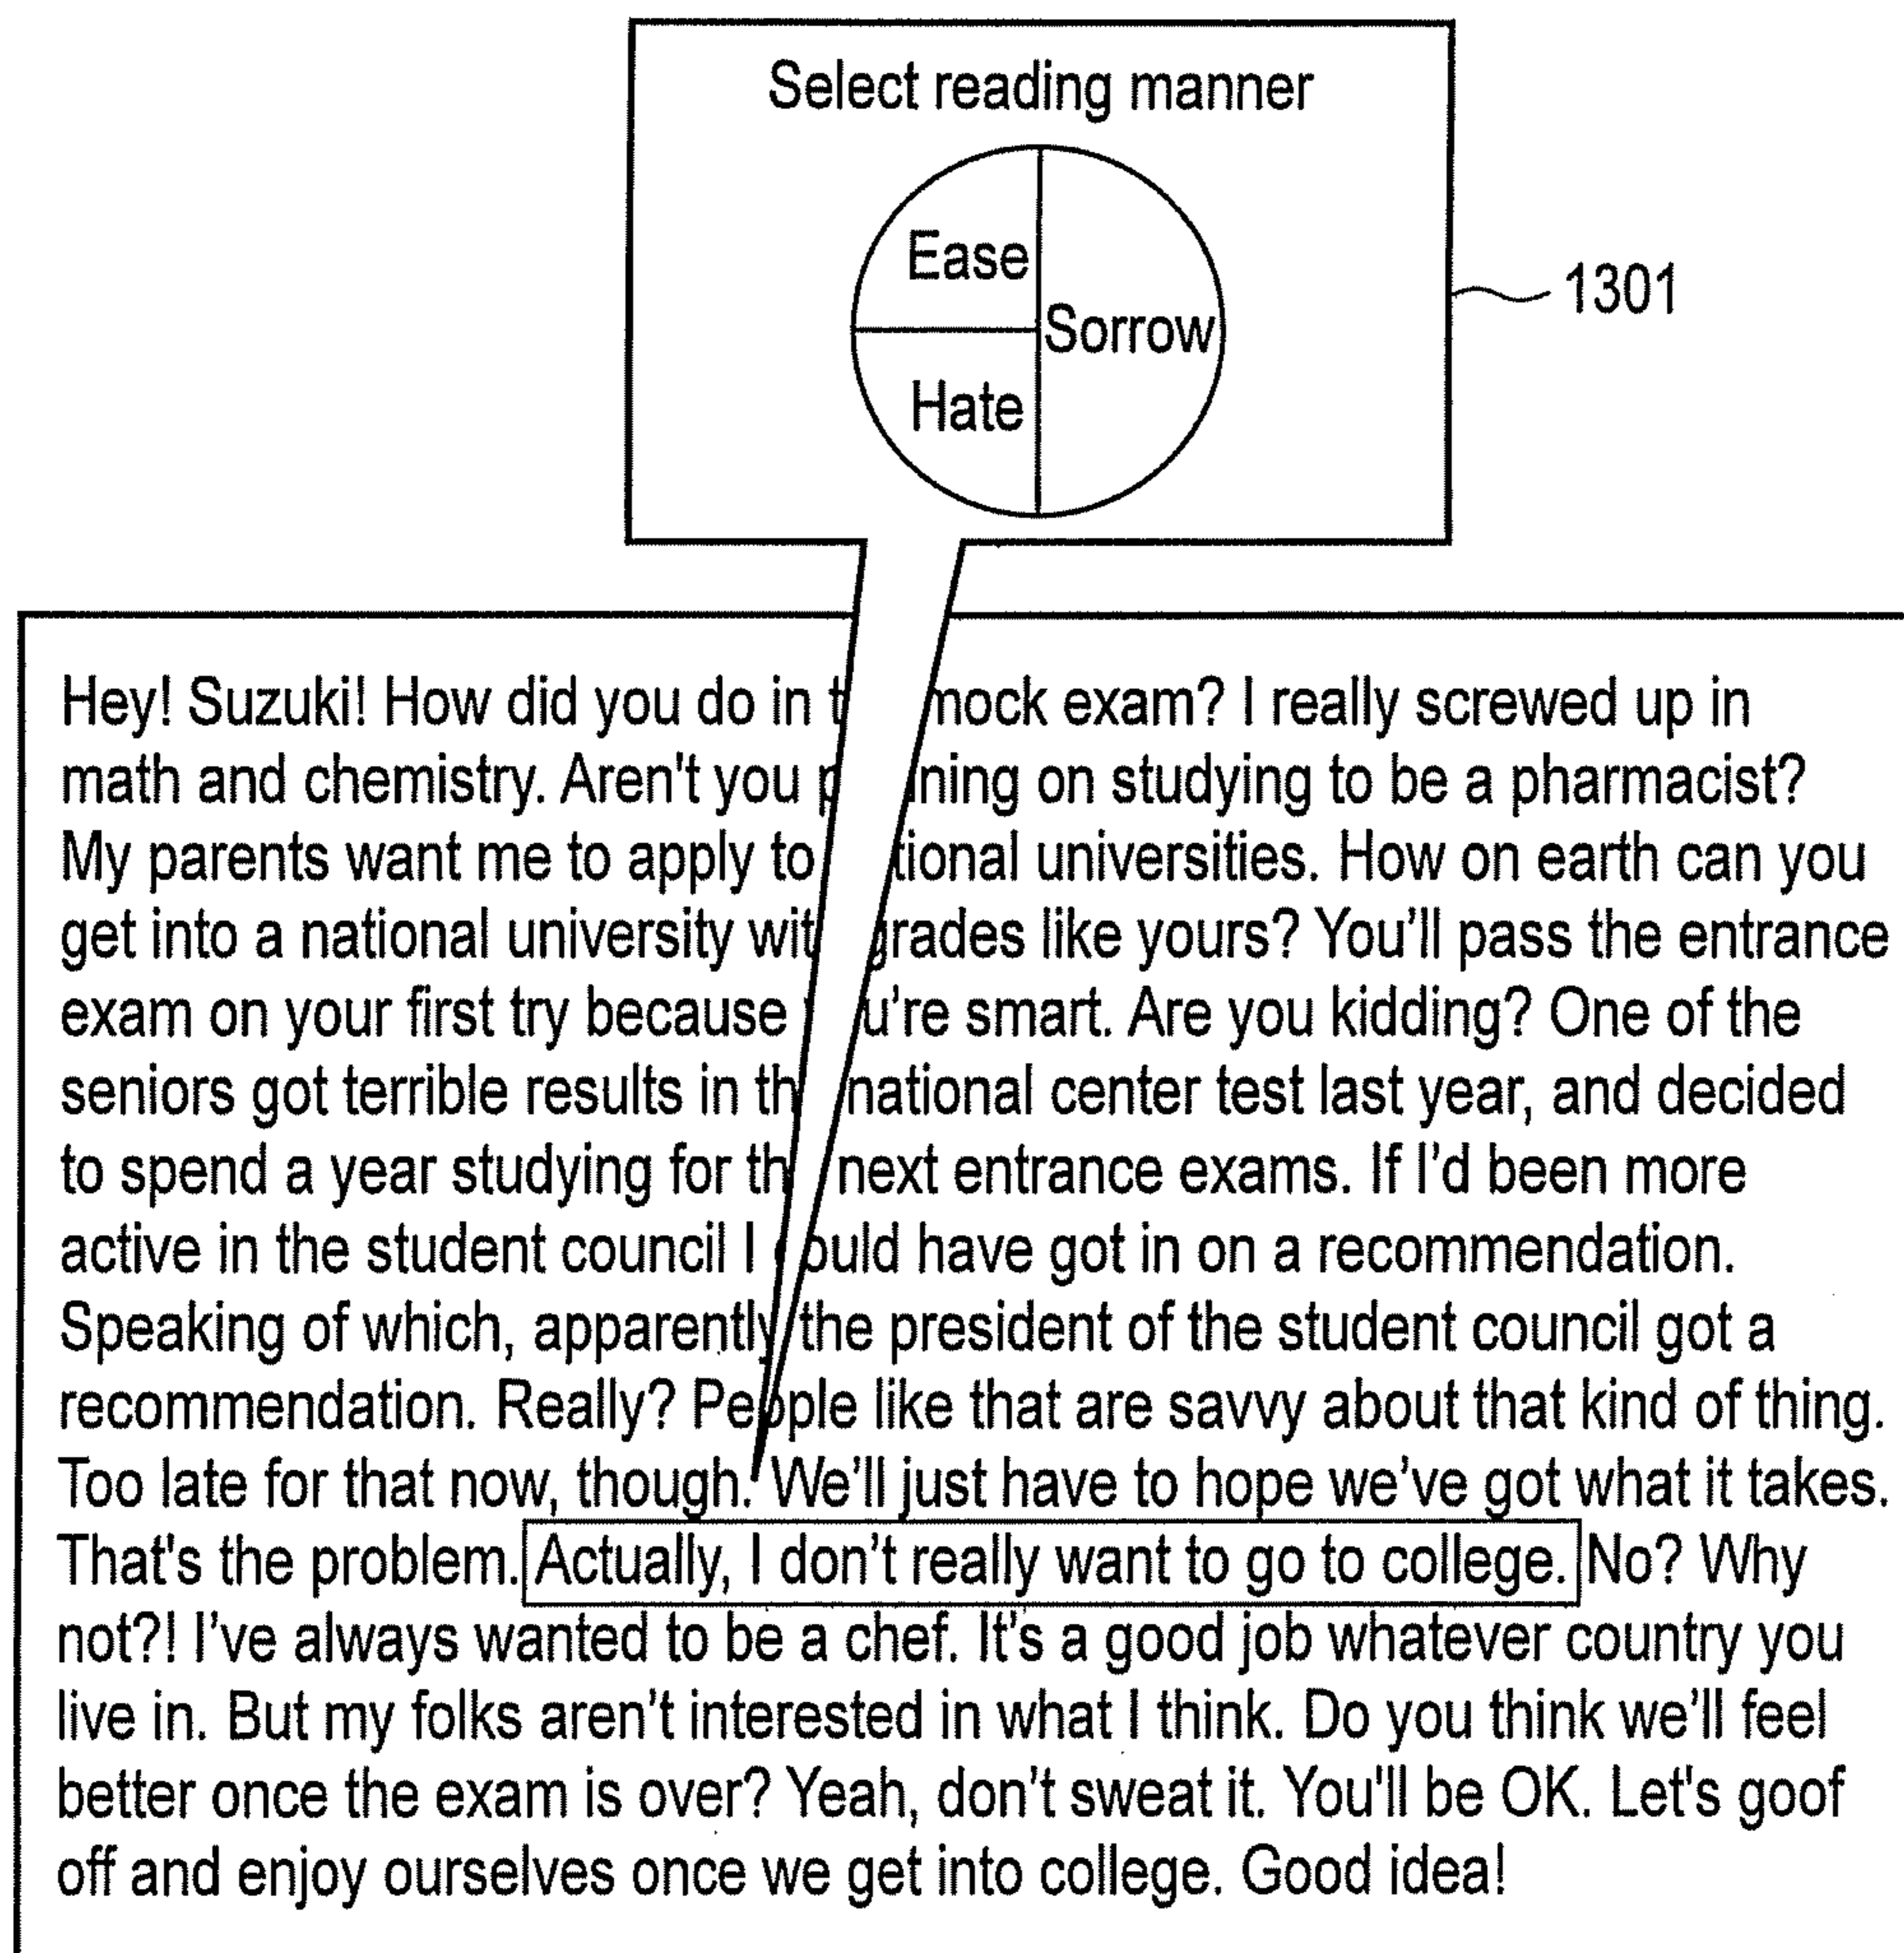 Select reading manner
Ease
Sorrow
Hate
1301
Hey! Suzuki! How did you do in mock exam? I really screwed up in
math and chemistry. Aren't you on studying to be a pharmacist?
My parents want me to apply to universities. How on earth can you
get into a national university grades like yours? You'll pass the entrance
exam on your first try because smart. Are you kidding? One of the
seniors got terrible results in national center test last year, and decided
to spend a year studying for next entrance exams. If I'd been more
active in the student council I have got in on a recommendation.
Speaking of which, apparently the president of the student council got a
recommendation. Really? People like that are savvy about that kind of thing.
Too late for that now, though. We'll just have to hope we've got what it takes.
That's the problem. Actually, I don't really want to go to college. No? Why
not?! I've always wanted to be a chef. It's a good job whatever country you
live in. But my folks aren't interested in what I think. Do you think we'll feel
better once the exam is over? Yeah, don't sweat it. You'll be OK. Let's goof
off and enjoy ourselves once we get into college. Good idea!